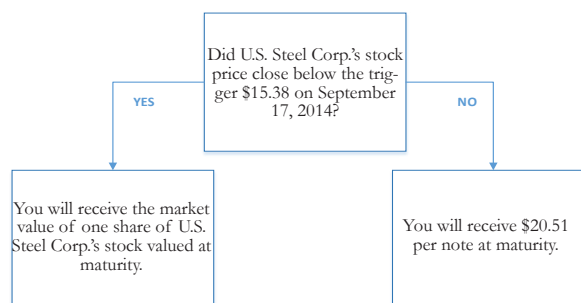 Did U.S. Steel Corp.'s stock
price close below the trig-
ger $15.38 on September
17, 2014?
YES
NO
You will receive the market
value of one share of U.S.
Steel Corp.'s stock valued at
maturity.
You will receive $20.51
per note at maturity.